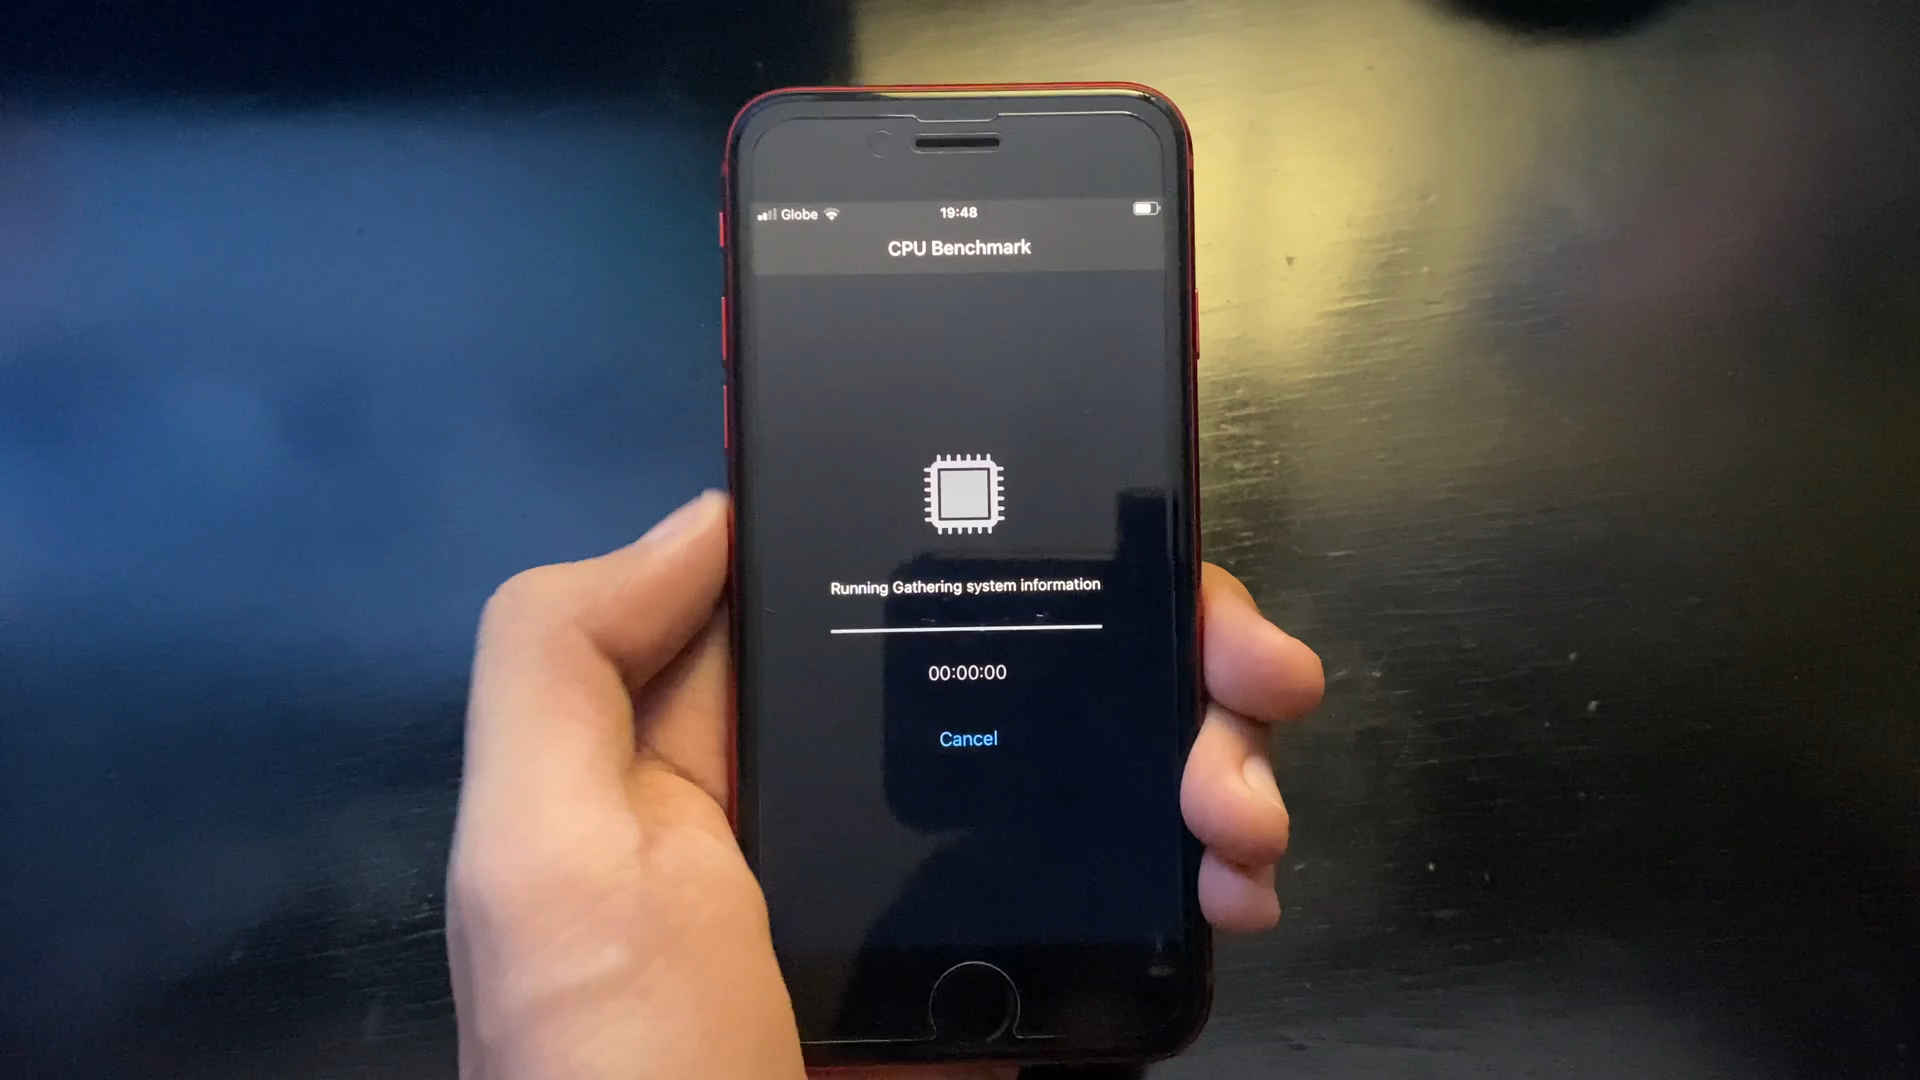 Globe 19:48
CPU Benchmark
Running Gathering system information
00:00:00
Cancel